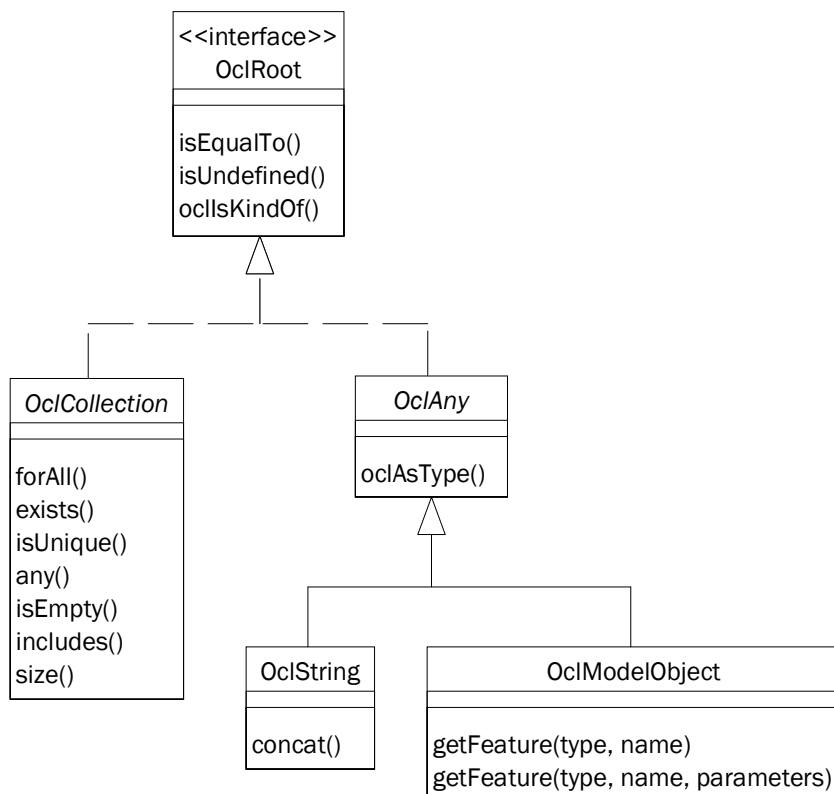 <<interface>>
OclRoot
isEqualTo()
isUndefined()
oclIsKindOf()
OclCollection
forAll()
exists()
isUnique()
any()
isEmpty()
includes()
size()
OclAny
oclAsType()
OclString
concat()
OclModelObject
getFeature(type, name)
getFeature(type, name, parameters)